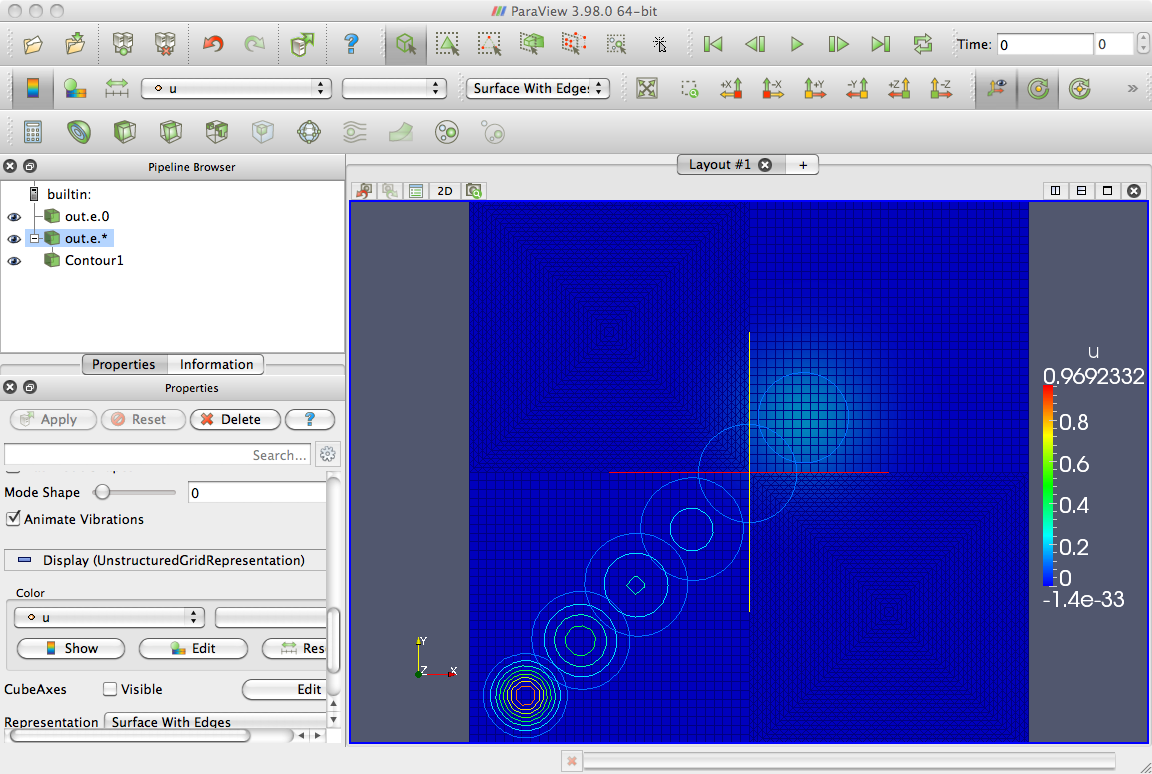 ParaView 3.98.0 64-bit
Time: 0 0
u Surface With Edges
+X -X +Y -Y +Z -Z
Pipeline Browser
Layout #1 +
builtin:
2D
out.e.0
out.e.*
Contour1
Properties Information
Properties
Apply Reset Delete ?
Search...
Mode Shape 0
Animate Vibrations
Display (UnstructuredGridRepresentation)
Color
u
Show Edit Res
CubeAxes Visible Edit
Representation Surface With Edges
u
0.9692332
0.8
0.6
0.4
0.2
0
-1.4e-33
Y
Z X